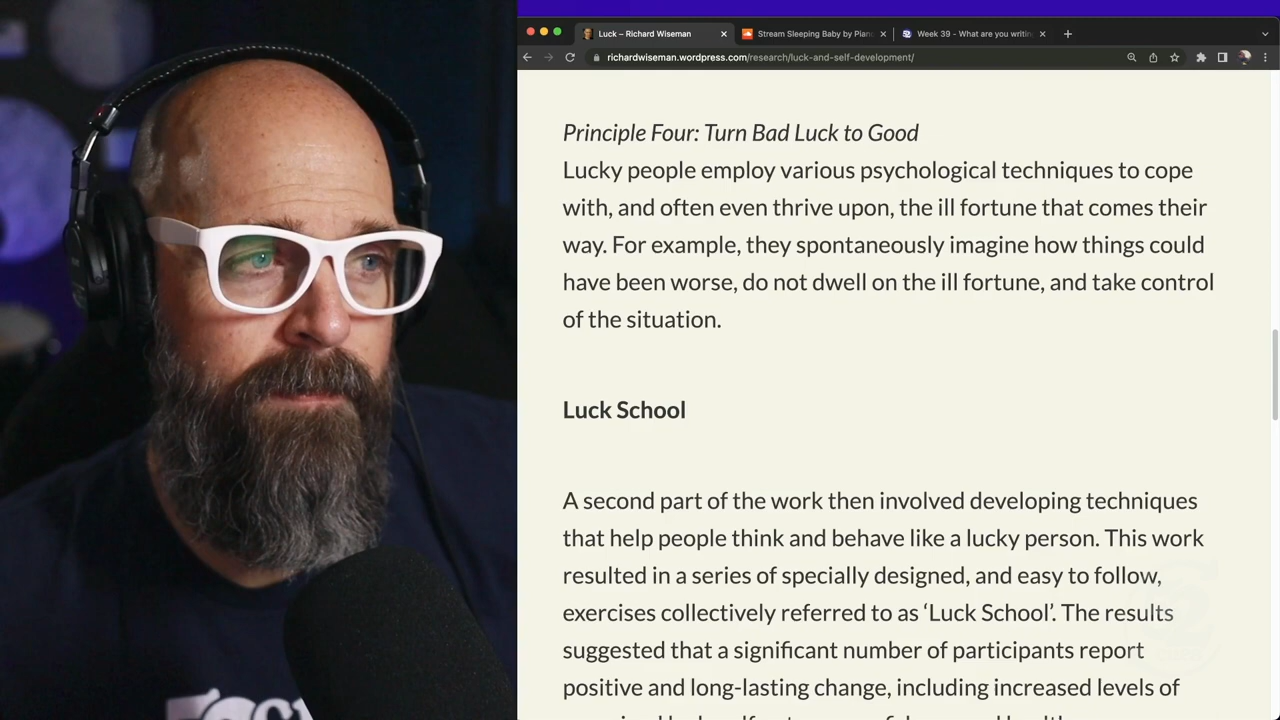 Luck – Richard Wiseman
Stream Sleeping Baby by Pian
Week 39 - What are you writin
richardwiseman.wordpress.com/research/luck-and-self-development/
Principle Four: Turn Bad Luck to Good
Lucky people employ various psychological techniques to cope
with, and often even thrive upon, the ill fortune that comes their
way. For example, they spontaneously imagine how things could
have been worse, do not dwell on the ill fortune, and take control
of the situation.
Luck School
A second part of the work then involved developing techniques
that help people think and behave like a lucky person. This work
resulted in a series of specially designed, and easy to follow,
exercises collectively referred to as ‘Luck School’. The results
suggested that a significant number of participants report
positive and long-lasting change, including increased levels of